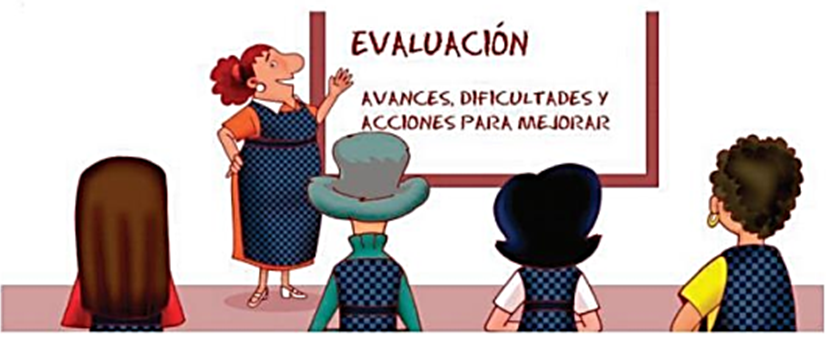 EVALUACIÓN
AVANCES, DIFICULTADES Y
ACCIONES PARA MEJORAR